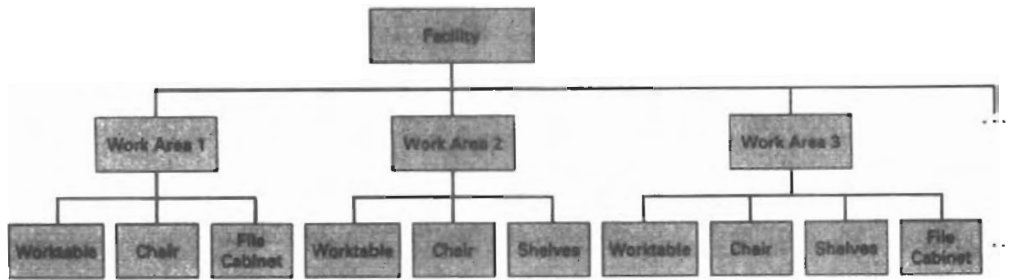 Facility
Work Area 1
Work Area 2
Work Area 3
Worktable
Chair
File
Cabinet
Worktable
Chair
Shelves
Worktable
Chair
Shelves
File
Cabinet